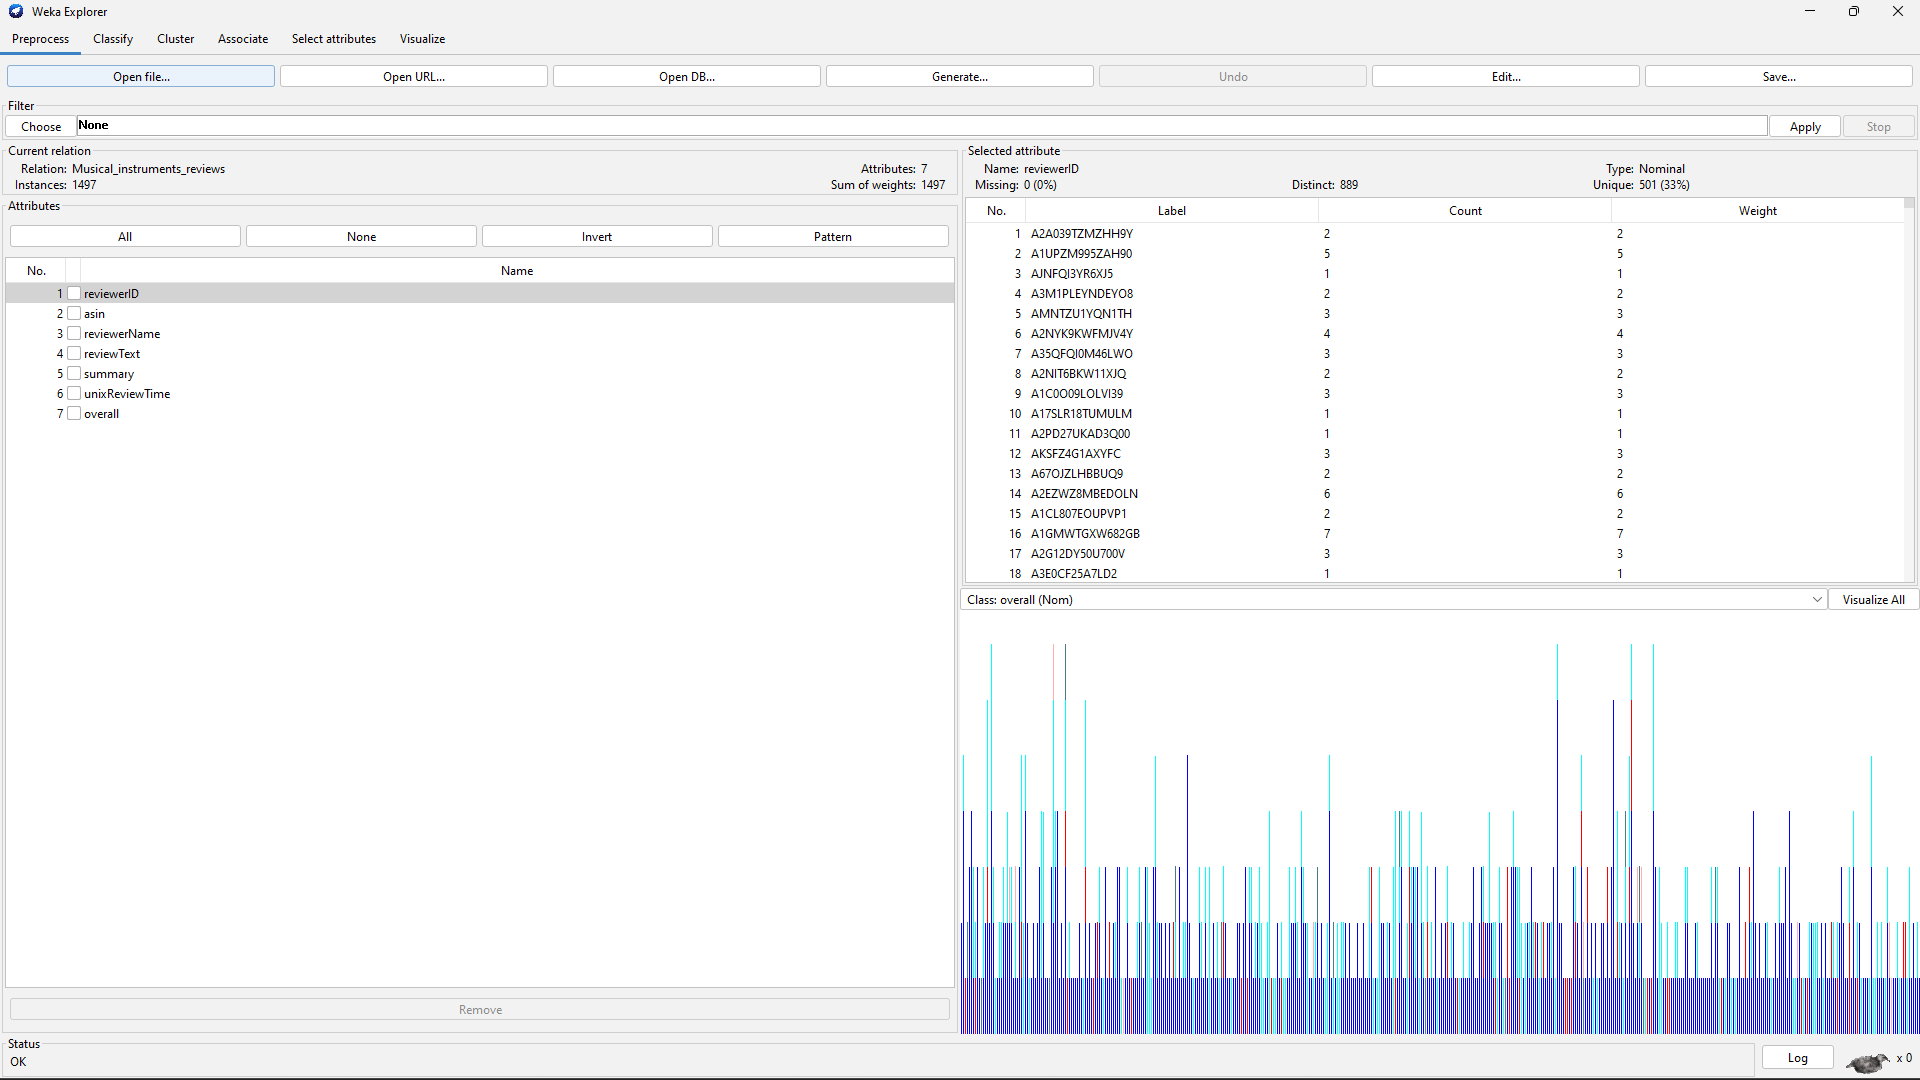 Weka Explorer
Preprocess Classify Cluster Associate Select attributes Visualize
Open file... Open URL... Open DB... Generate... Undo Edit... Save...
Filter
Choose None Apply Stop
Current relation
Relation: Musical_instruments_reviews Attributes: 7
Instances: 1497 Sum of weights: 1497
Attributes
All None Invert Pattern
No. Name
1 reviewerID
2 asin
3 reviewerName
4 reviewText
5 summary
6 unixReviewTime
7 overall
Remove
Selected attribute
Name: reviewerID Type: Nominal
Missing: 0 (0%) Distinct: 889 Unique: 501 (33%)
No. Label Count Weight
1 A2A039TZMZHH9Y 2 2
2 A1UPZM995ZAH90 5 5
3 AJNFQI3YR6XJ5 1 1
4 A3M1PLEYNDEYO8 2 2
5 AMNTZU1YQN1TH 3 3
6 A2NYK9KWFMJV4Y 4 4
7 A35QFQI0M46LWO 3 3
8 A2NIT6BKW11XJQ 2 2
9 A1C0O09LOLVI39 3 3
10 A17SLR18TUMULM 1 1
11 A2PD27UKAD3Q00 1 1
12 AKSFZ4G1AXYFC 3 3
13 A67OJZLHBBUQ9 2 2
14 A2EZWZ8MBEDOLN 6 6
15 A1CL807EOUPVP1 2 2
16 A1GMWTGXW682GB 7 7
17 A2G12DY50U700V 3 3
18 A3E0CF25A7LD2 1 1
Class: overall (Nom) Visualize All
Status
OK
Log x 0